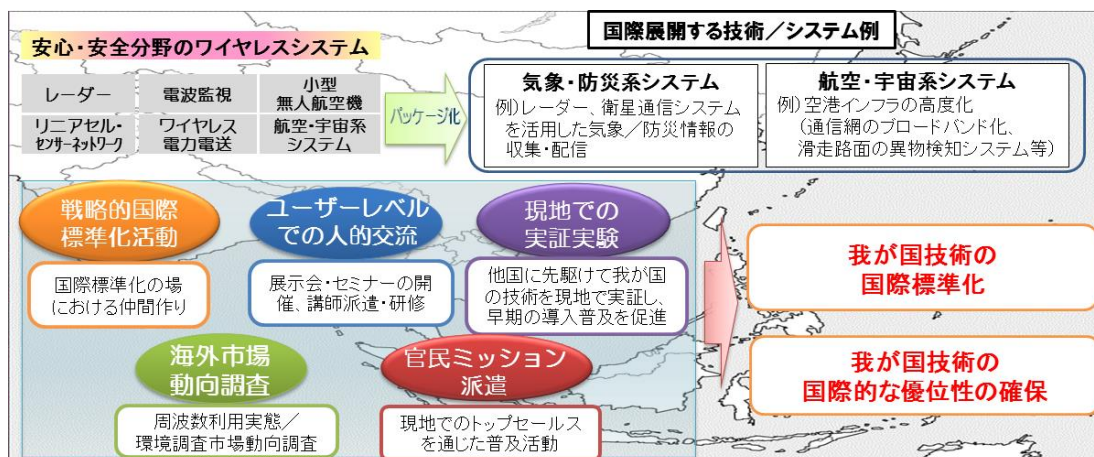 国際展開する技術/システム例
安心・安全分野のワイヤレスシステム
レーダー
電波監視
小型
無人航空機
リニアセル・
センサーネットワーク
ワイヤレス
電力電送
航空・宇宙系
システム
パッケージ化
気象・防災系システム
例)レーダー、衛星通信システム
を活用した気象/防災情報の
収集・配信
航空・宇宙系システム
例)空港インフラの高度化
(通信網のブロードバンド化、
滑走路面の異物検知システム等)
戦略的国際
標準化活動
国際標準化の場
における仲間作り
ユーザーレベル
での人的交流
展示会・セミナーの開
催、講師派遣・研修
現地での
実証実験
他国に先駆けて我が国
の技術を現地で実証し、
早期の導入普及を促進
海外市場
動向調査
周波数利用実態/
環境調査市場動向調査
官民ミッション
派遣
現地でのトップセールス
を通じた普及活動
我が国技術の
国際標準化
我が国技術の
国際的な優位性の確保